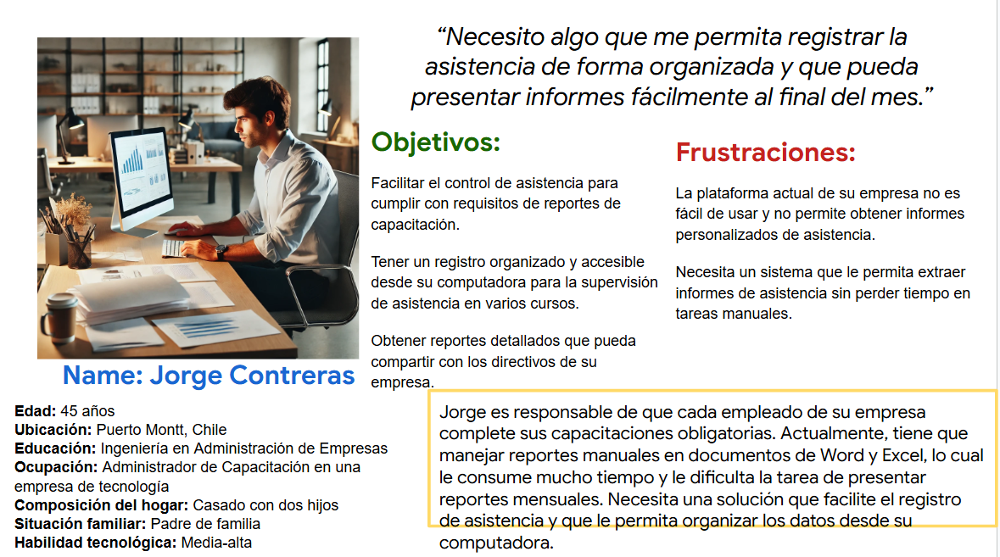 “Necesito algo que me permita registrar la
asistencia de forma organizada y que pueda
presentar informes fácilmente al final del mes.”
Objetivos:
Facilitar el control de asistencia para
cumplir con requisitos de reportes de
capacitación.
Tener un registro organizado y accesible
desde su computadora para la supervisión
de asistencia en varios cursos.
Obtener reportes detallados que pueda
compartir con los directivos de su
empresa.
Frustraciones:
La plataforma actual de su empresa no es
fácil de usar y no permite obtener informes
personalizados de asistencia.
Necesita un sistema que le permita extraer
informes de asistencia sin perder tiempo en
tareas manuales.
Name: Jorge Contreras
Edad: 45 años
Ubicación: Puerto Montt, Chile
Educación: Ingeniería en Administración de Empresas
Ocupación: Administrador de Capacitación en una
empresa de tecnología
Composición del hogar: Casado con dos hijos
Situación familiar: Padre de familia
Habilidad tecnológica: Media-alta
Jorge es responsable de que cada empleado de su empresa
complete sus capacitaciones obligatorias. Actualmente, tiene que
manejar reportes manuales en documentos de Word y Excel, lo cual
le consume mucho tiempo y le dificulta la tarea de presentar
reportes mensuales. Necesita una solución que facilite el registro
de asistencia y que le permita organizar los datos desde su
computadora.